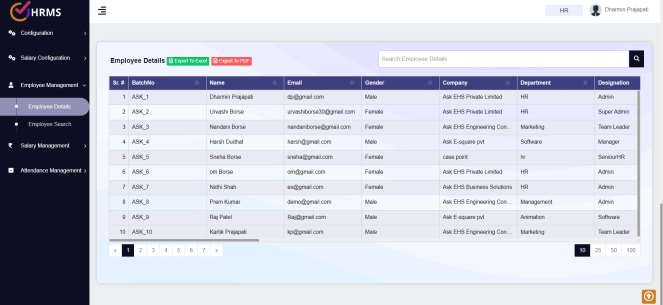 HRMS
HR
Dharmin Prajapati
Configuration
Salary Configuration
Employee Management
Employee Details
Employee Search
Salary Management
Attendance Management
Employee Details Export To Excel Export To PDF
Search Employee Details
Sr. # BatchNo Name Email Gender Company Department Designation
1 ASK_1 Dharmin Prajapati dp@gmail.com Male Ask EHS Private Limited HR Admin
2 ASK_2 Urvashi Borse urvashiborse30@gmail.com Female Ask EHS Private Limited HR Super Admin
3 ASK_3 Nandani Borse nandaniborse@gmail.com Female Ask EHS Engineering Con... Marketing Team Leader
4 ASK_4 Harsh Dudhat harsh@gmail.com Male Ask E-square pvt Software Manager
5 ASK_5 Sneha Borse sneha@gmail.com Female case point hr SeniourHR
6 ASK_6 om Borse om@gmail.com Female Ask EHS Private Limited HR Admin
7 ASK_7 Nidhi Shah es@gmail.com Female Ask EHS Business Solutions HR Admin
8 ASK_8 Prem Kumar demo@gmail.com Male Ask EHS Engineering Con... Management Admin
9 ASK_9 Raj Patel Raj@gmail.com Male Ask E-square pvt Animation Software
10 ASK_10 Kartik Prajapati kp@gmail.com Male Ask EHS Engineering Con... Marketing Team Leader
« 1 2 3 4 5 6 7 »
10 25 50 100